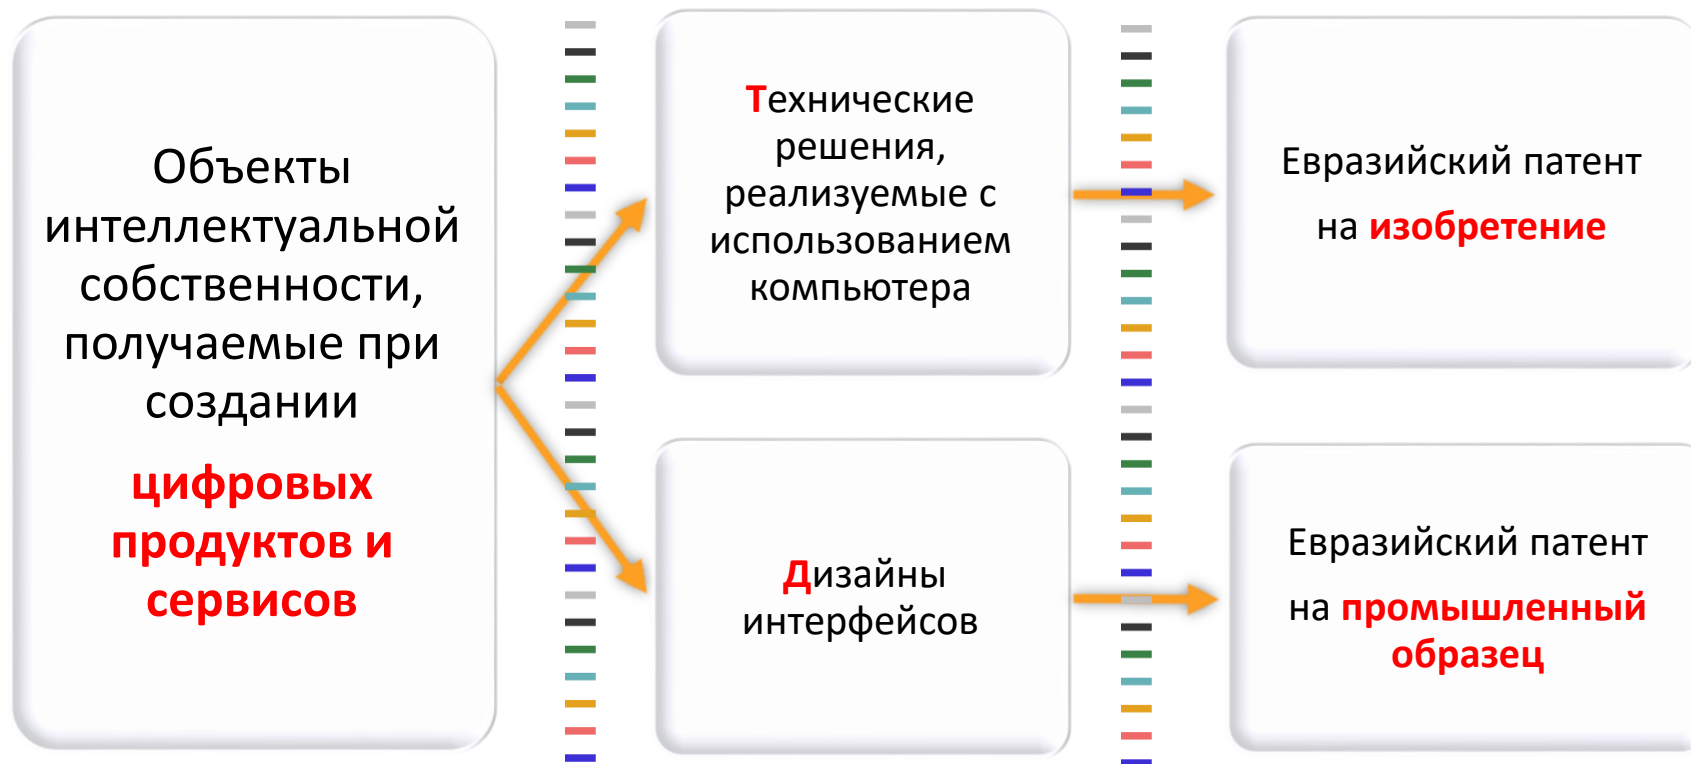 Объекты
интеллектуальной
собственности,
получаемые при
создании
цифровых
продуктов и
сервисов
Технические
решения,
реализуемые с
использованием
компьютера
Евразийский патент
на изобретение
Дизайны
интерфейсов
Евразийский патент
на промышленный
образец